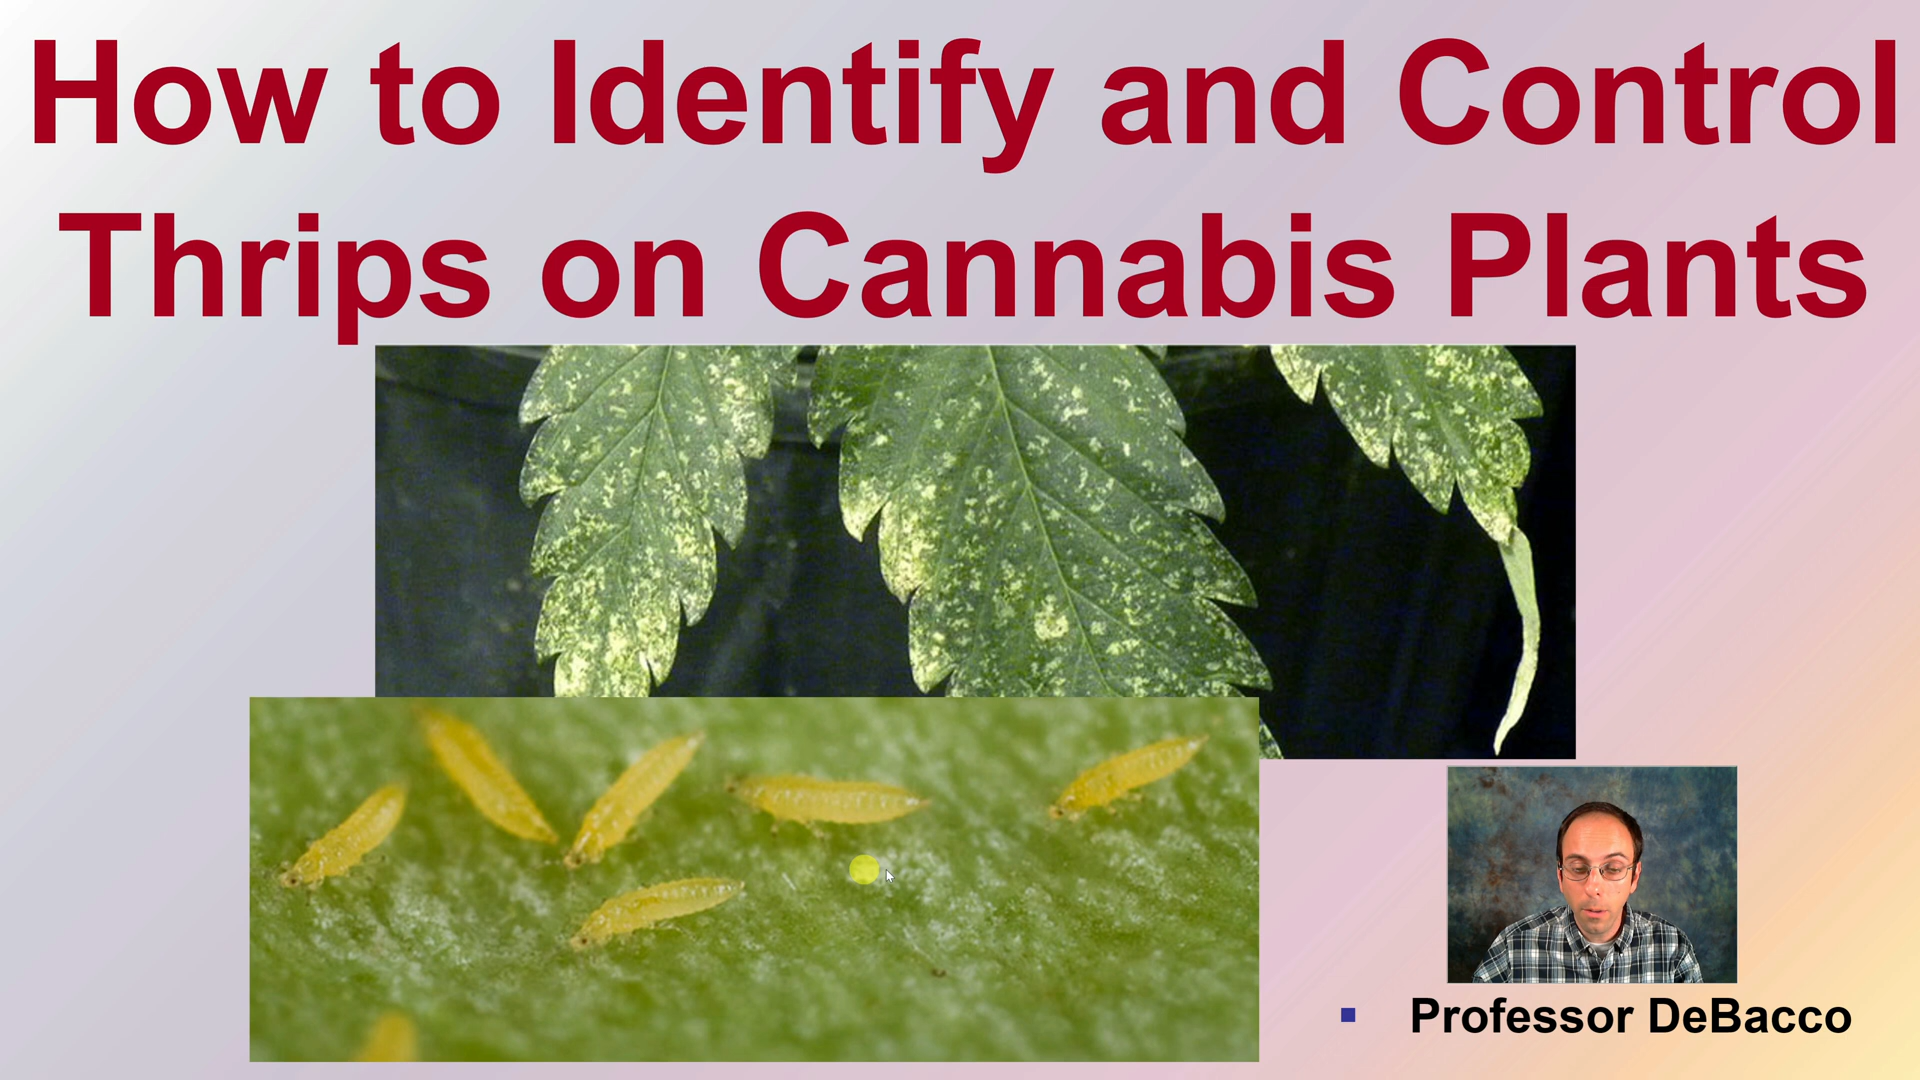 How to Identify and Control
Thrips on Cannabis Plants
Professor DeBacco